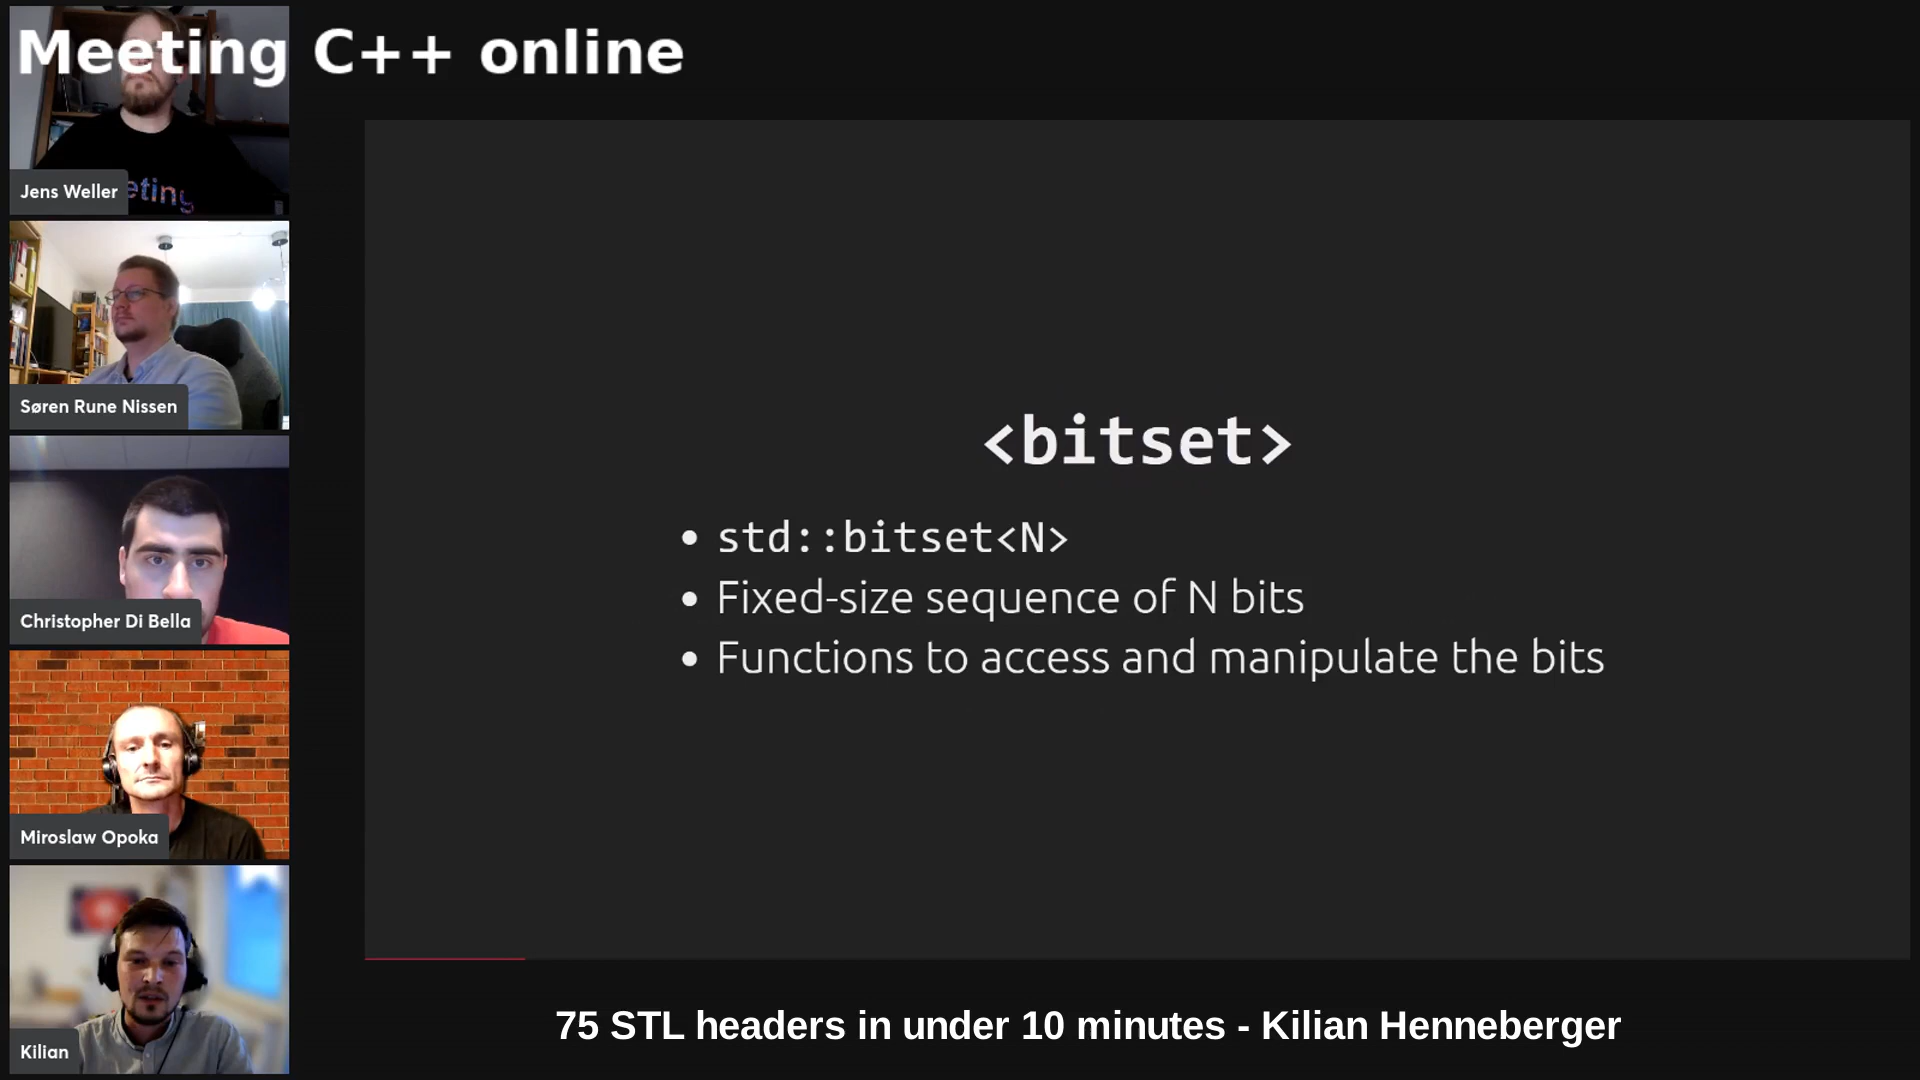 Meeting C++ online
eting
Jens Weller
Søren Rune Nissen
Christopher Di Bella
Miroslaw Opoka
Kilian
<bitset>
• std::bitset<N>
• Fixed-size sequence of N bits
• Functions to access and manipulate the bits
75 STL headers in under 10 minutes - Kilian Henneberger